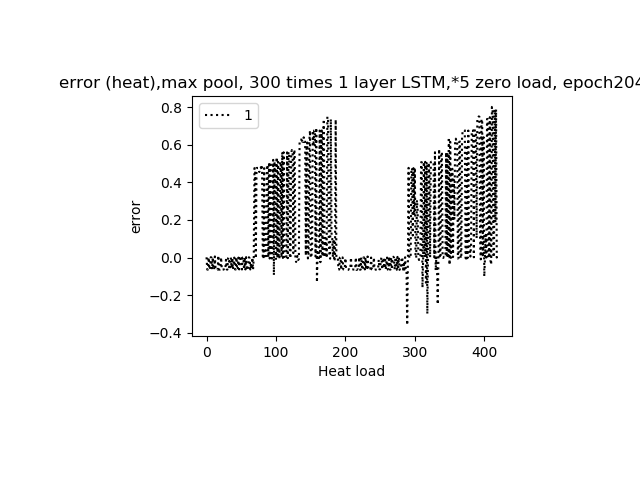 error (heat),max pool, 300 times 1 layer LSTM,*5 zero load, epoch204
1
0.8
0.6
0.4
0.2
0.0
−0.2
−0.4
error
0 100 200 300 400
Heat load